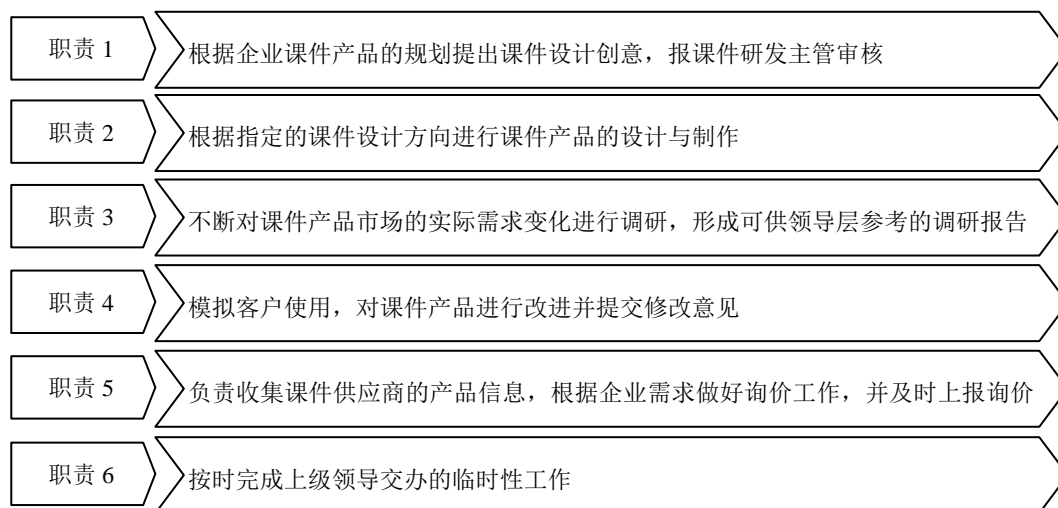 职责 1
根据企业课件产品的规划提出课件设计创意，报课件研发主管审核
职责 2
根据指定的课件设计方向进行课件产品的设计与制作
职责 3
不断对课件产品市场的实际需求变化进行调研，形成可供领导层参考的调研报告
职责 4
模拟客户使用，对课件产品进行改进并提交修改意见
职责 5
负责收集课件供应商的产品信息，根据企业需求做好询价工作，并及时上报询价
职责 6
按时完成上级领导交办的临时性工作